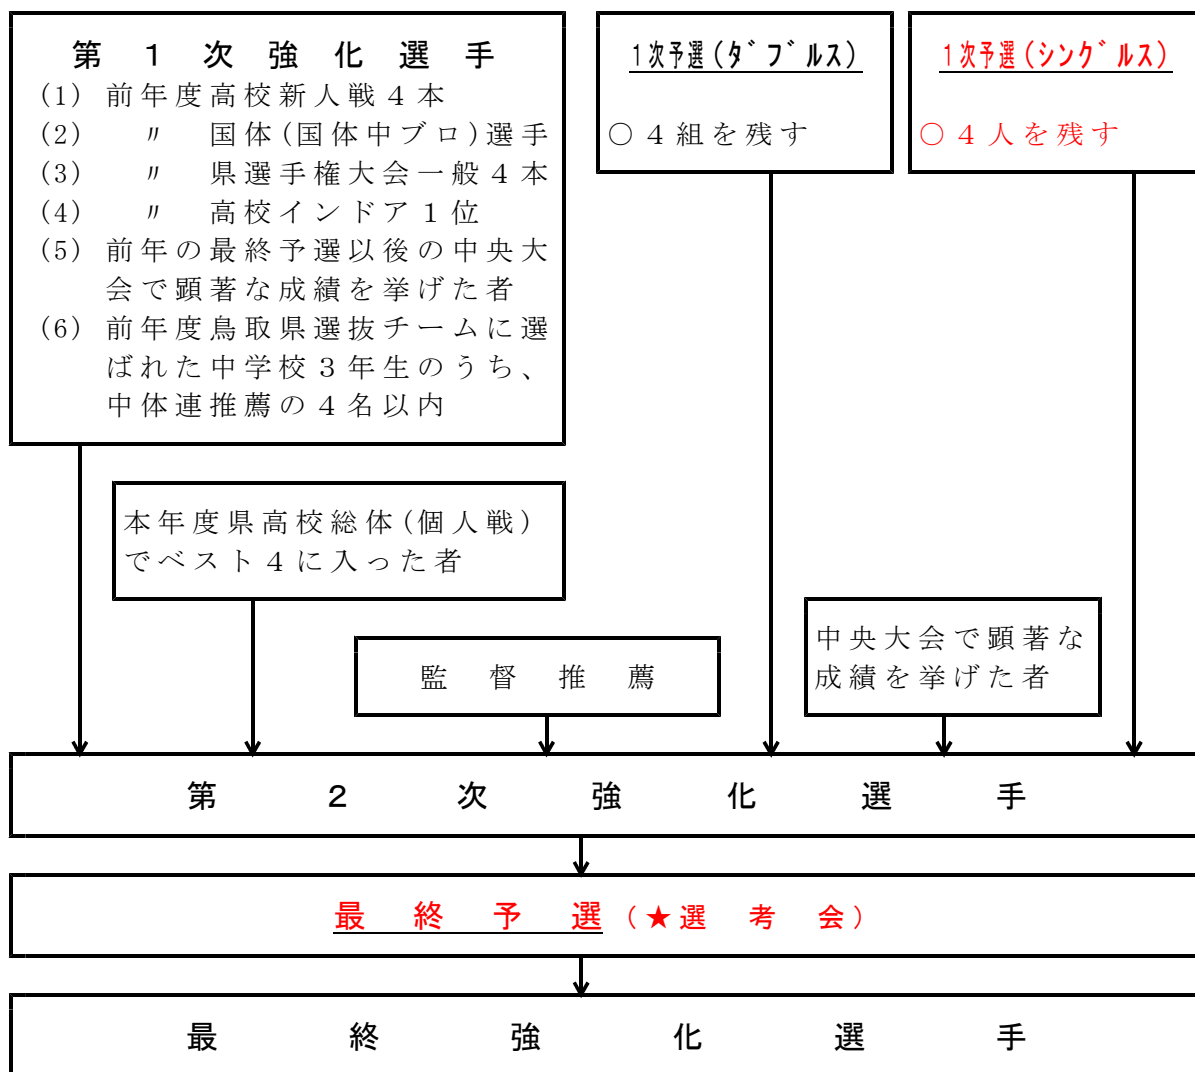 第１次強化選手
(1) 前年度高校新人戦４本
(2) 〃 国体(国体中ブロ)選手
(3) 〃 県選手権大会一般４本
(4) 〃 高校インドア１位
(5) 前年の最終予選以後の中央大
会で顕著な成績を挙げた者
(6) 前年度鳥取県選抜チームに選
ばれた中学校３年生のうち、
中体連推薦の４名以内
１次予選(ﾀﾞﾌﾞﾙｽ)
○４組を残す
１次予選(ｼﾝｸﾞﾙｽ)
○４人を残す
本年度県高校総体(個人戦)
でベスト４に入った者
監督推薦
中央大会で顕著な
成績を挙げた者
第２次強化選手
最終予選(★選考会)
最終強化選手